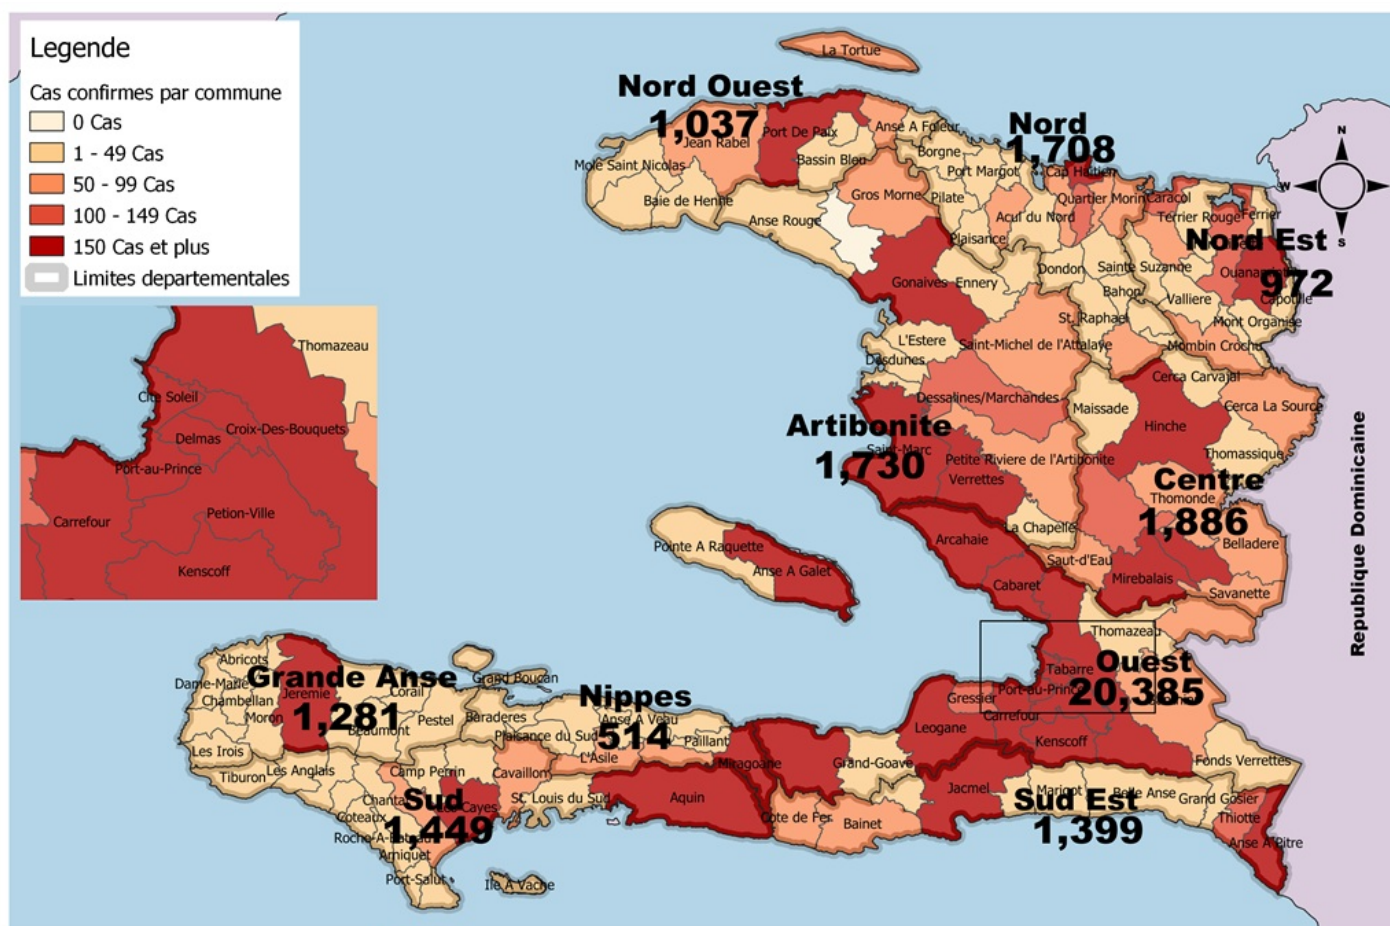 Legende
Cas confirmes par commune
0 Cas
1 - 49 Cas
50 - 99 Cas
100 - 149 Cas
150 Cas et plus
Limites departementales
Thomazeau
Cite Soleil
Croix-Des-Bouquets
Delmas
Port-au-Prince
Petion-Ville
Carrefour
Kenscoff
La Tortue
Nord Ouest
1,037
Port De Paix
Jean Rabel
Anse A Foleur
Mole Saint Nicolas
Bassin Bleu
Baie de Henne
Anse Rouge
Nord
1,708
Borgne
Port Margot
Cap Haitien
Gros Morne
Pilate
Quartier Morin
Caracol
Acul du Nord
Terrier Rouge
Ferrier
Plaisance
Nord Est
972
N
W
S
Gonaives
Ennery
Dondon
Sainte Suzanne
Bahon
Valliere
Capotille
St. Raphael
Mont Organise
L'Estere
Saint-Michel de l'Attalaye
Mombin Crochu
Desdunes
Cerca Carvajal
Dessalines/Marchandes
Maissade
Cerca La Source
Artibonite
1,730
Hinche
Saint-Marc
Petite Riviere de l'Artibonite
Thomassique
Verrettes
Centre
1,886
Thomonde
La Chapelle
Arcahaie
Belladere
Saut-d'Eau
Pointe A Raquette
Anse A Galet
Cabaret
Mirebalais
Savanette
Republique Dominicaine
Thomazeau
Ouest
20,385
Tabarre
Port-au-Prince
Gressier
Carrefour
Leogane
Kenscoff
Fonds Verrettes
Abricots
Grande Anse
1,281
Dame-Marie
Chambellan
Jeremie
Corail
Grand Boucan
Moron
Beaumont
Pestel
Baraderes
Nippes
514
Anse A Veau
Plaisance du Sud
Paillant
Les Irois
L'Asile
Miragoane
Grand-Goave
Tiburon
Les Anglais
Camp Perrin
Cavaillon
Sud
1,449
St. Louis du Sud
Aquin
Jacmel
Sud Est
1,399
Marigot
Belle Anse
Grand Gosier
Coteaux
Cote de Fer
Bainet
Thiotte
Anse A Pitre
Arniquet
Port-Salut
Ile A Vache